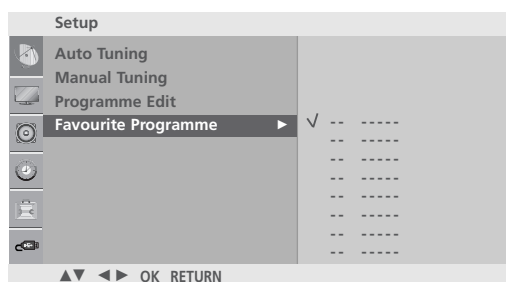 Setup
Auto Tuning
Manual Tuning
Programme Edit
Favourite Programme ► √ -- -----
-- -----
-- -----
-- -----
-- -----
-- -----
-- -----
-- -----
▲▼ ◄► OK RETURN